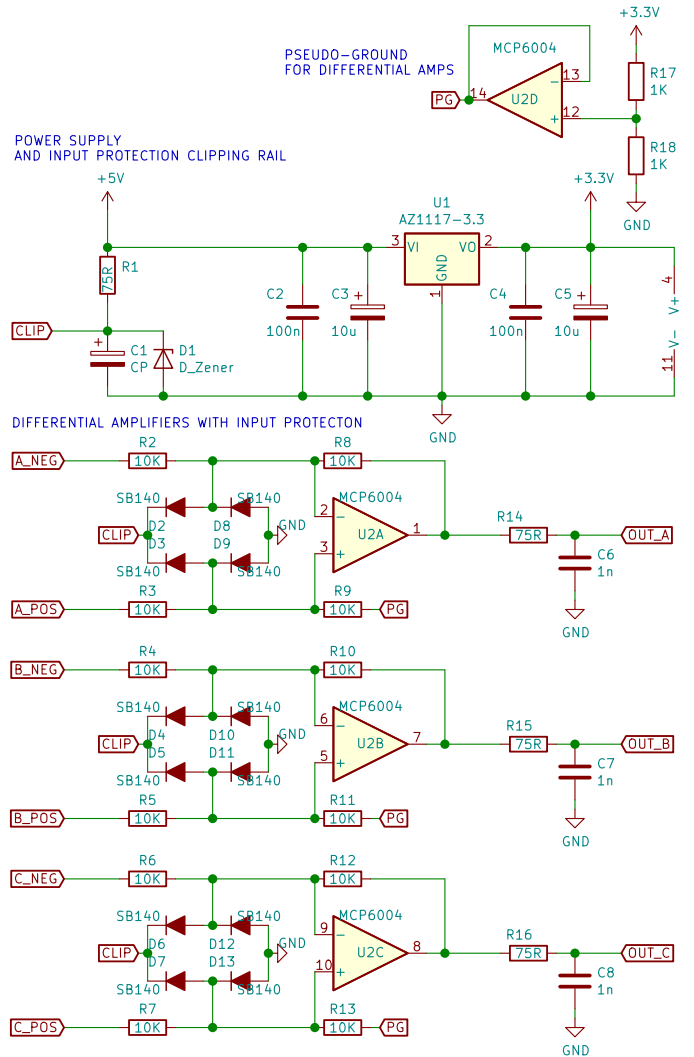 +3.3V
PSEUDO-GROUND
FOR DIFFERENTIAL AMPS
MCP6004
13
14
PG
U2D
12
R17
1K
R18
1K
GND
POWER SUPPLY
AND INPUT PROTECTION CLIPPING RAIL
+5V
U1
AZ1117-3.3
+3.3V
3
VI
VO
2
GND
1
R1
75R
C2
100n
C3
10u
C4
100n
C5
10u
4
V+
V-
11
CLIP
C1
CP
D1
D_Zener
GND
DIFFERENTIAL AMPLIFIERS WITH INPUT PROTECTON
A_NEG
R2
10K
R8
10K
SB140
SB140
MCP6004
D2
D8
GND
2
CLIP
U2A
1
R14
75R
OUT_A
D3
D9
3
SB140
SB140
C6
1n
A_POS
R3
10K
R9
10K
PG
GND
B_NEG
R4
10K
R10
10K
SB140
SB140
MCP6004
D4
D10
GND
6
CLIP
U2B
7
R15
75R
OUT_B
D5
D11
5
SB140
SB140
C7
1n
B_POS
R5
10K
R11
10K
PG
GND
C_NEG
R6
10K
R12
10K
SB140
SB140
MCP6004
D6
D12
GND
9
CLIP
U2C
8
R16
75R
OUT_C
D7
D13
10
SB140
SB140
C8
1n
C_POS
R7
10K
R13
10K
PG
GND